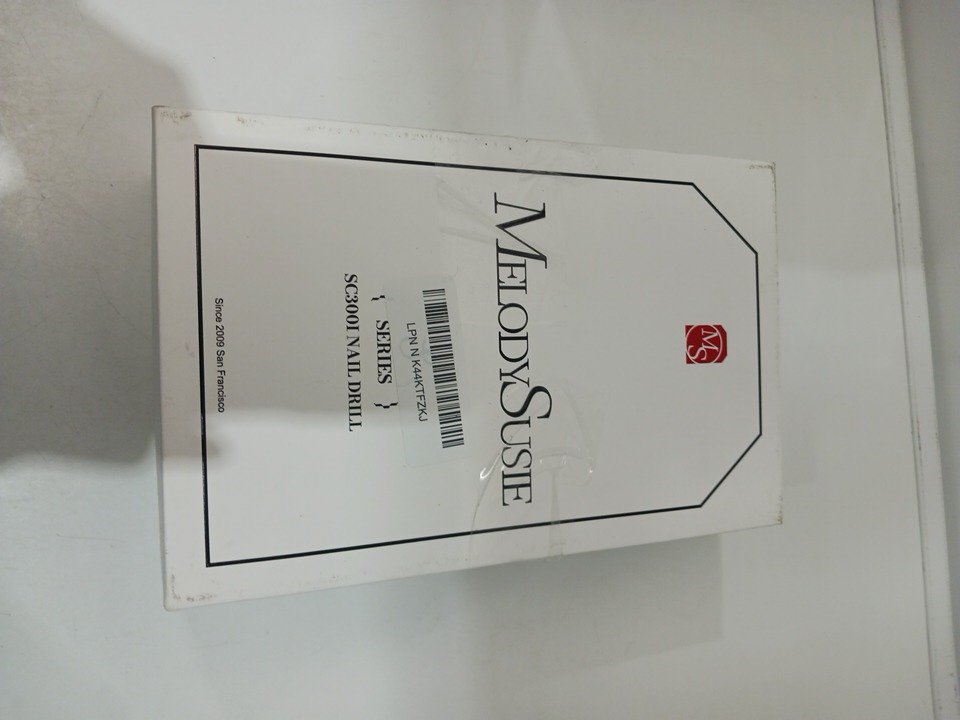 MS
MELODYSUSIE
LPN N K44KTFZKJ
{ SERIES }
SC300I NAIL DRILL
Since 2009 San Francisco